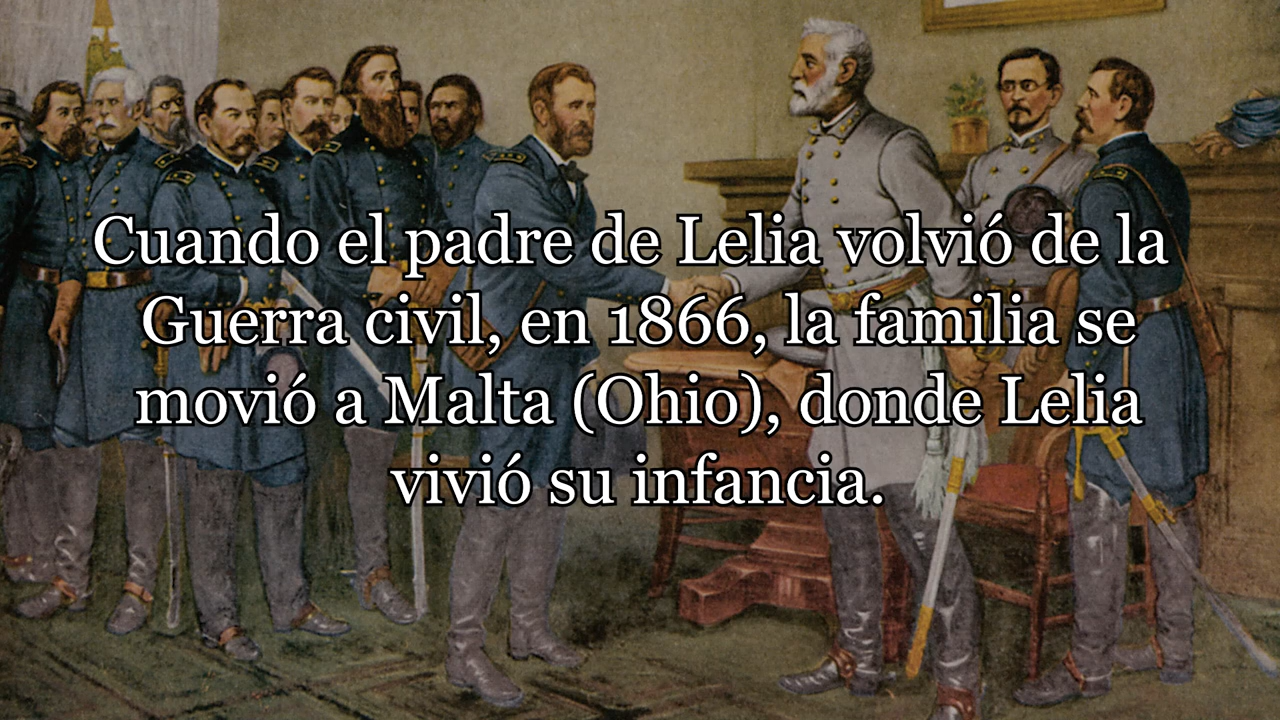 Cuando el padre de Lelia volvió de la
Guerra civil, en 1866, la familia se
movió a Malta (Ohio), donde Lelia
vivió su infancia.